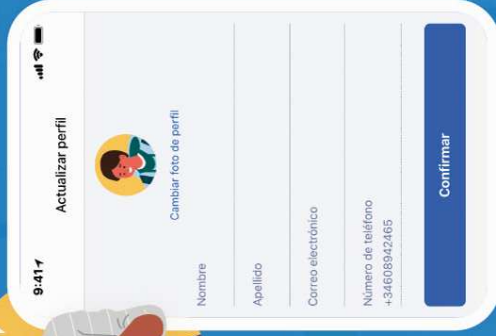 9:41
Actualizar perfil
Cambiar foto de perfil
Nombre
Apellido
Correo electrónico
Número de teléfono
+34608942465
Confirmar